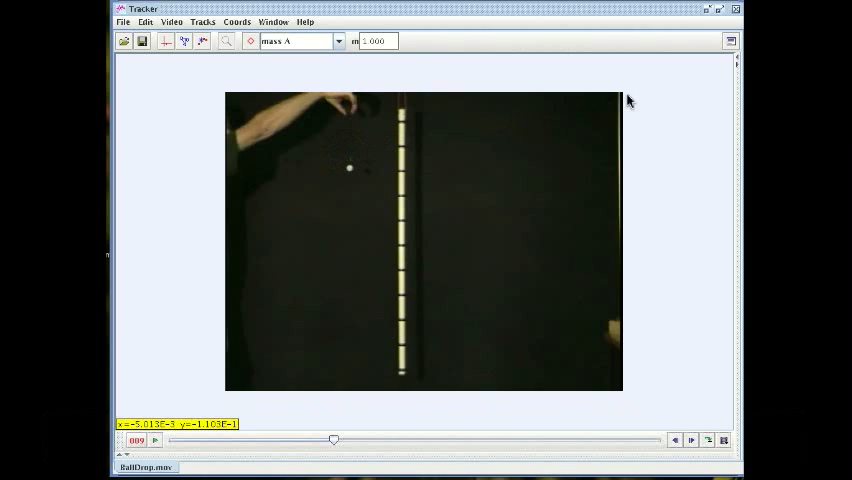 Tracker
File Edit Video Tracks Coords Window Help
mass A m 1.000
x=-5.013E-3 y=-1.103E-1
009
BallDrop.mov